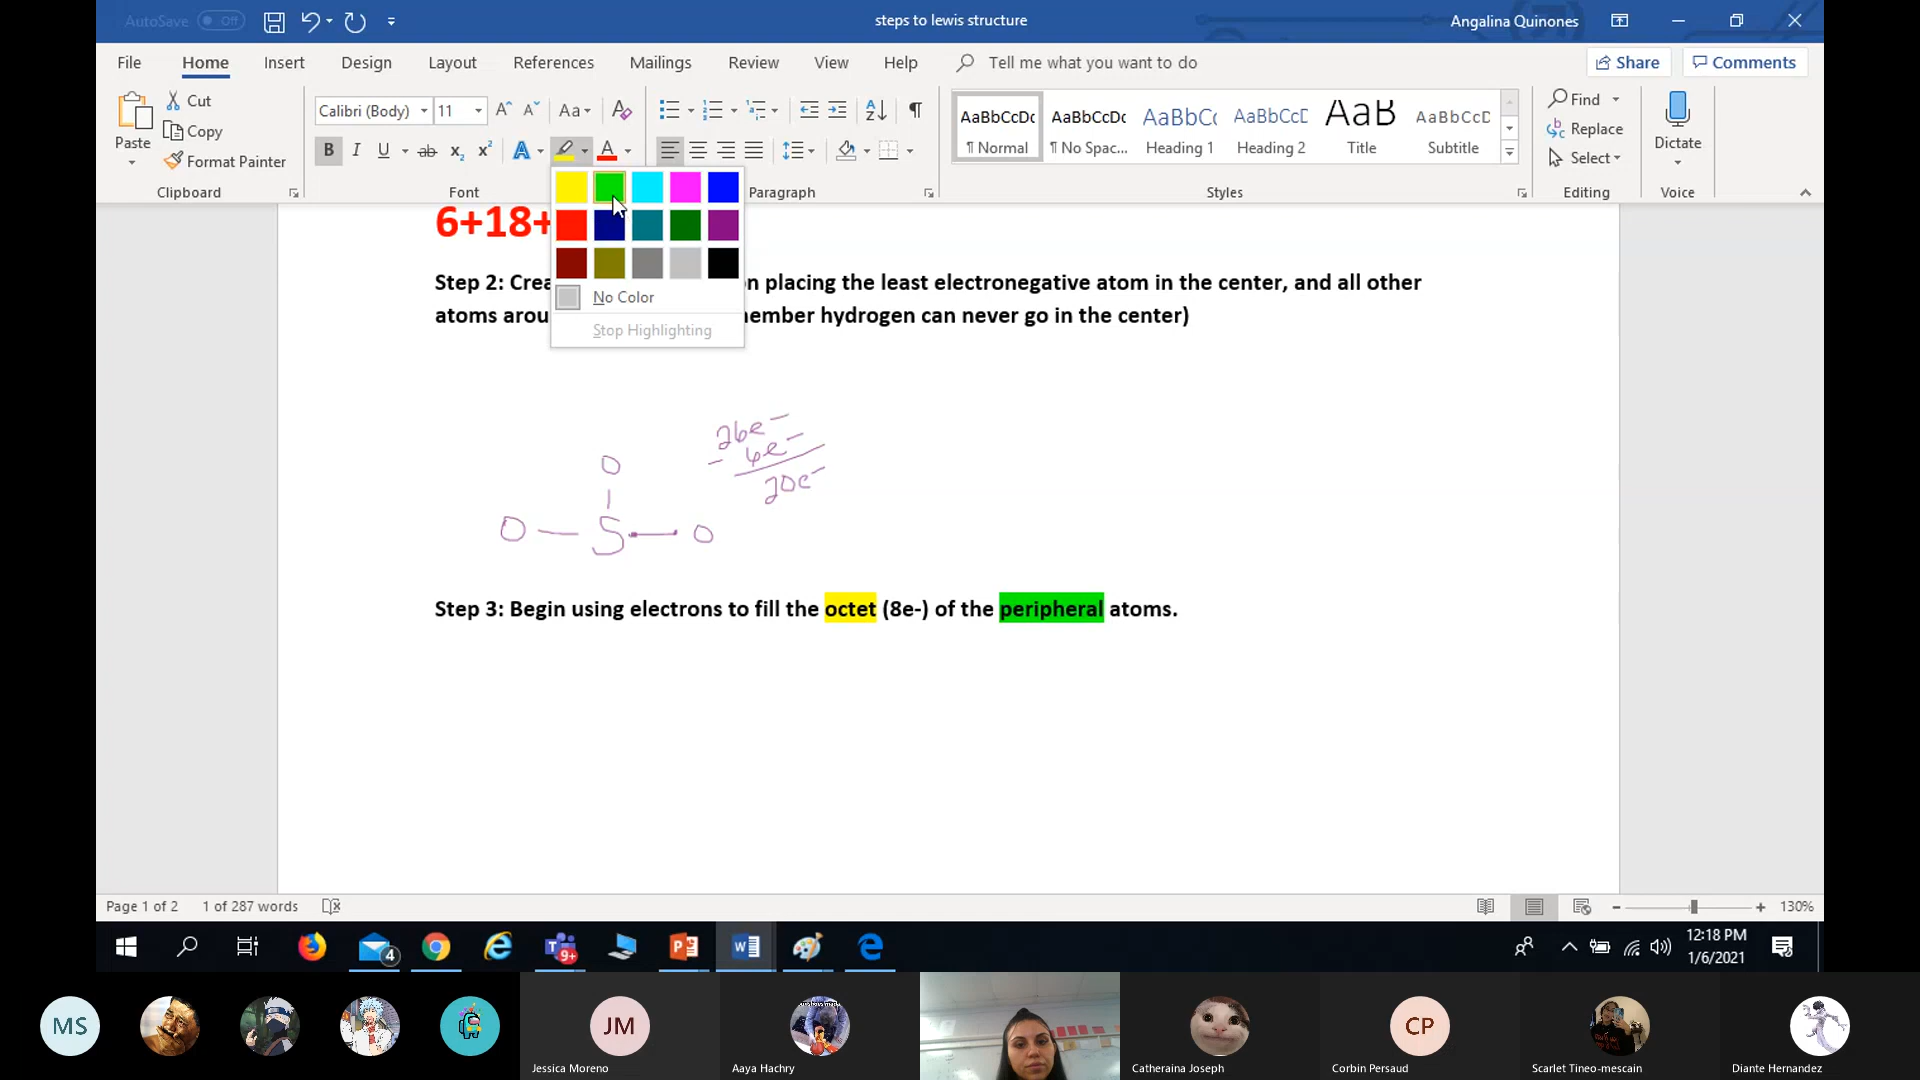 AutoSave Off
steps to lewis structure
Angalina Quinones
File Home Insert Design Layout References Mailings Review View Help Tell me what you want to do
Share Comments
Paste
Cut
Copy
Format Painter
Clipboard
Calibri (Body) 11
Font
Paragraph
AaBbCcDc AaBbCcDc AaBbC AaBbCcD AaB AaBbCcD
¶ Normal ¶ No Spac... Heading 1 Heading 2 Title Subtitle
Styles
Find
Replace
Select
Editing
Dictate
Voice
No Color
Stop Highlighting
6+18+
Step 2: Crea n placing the least electronegative atom in the center, and all other
atoms arou ember hydrogen can never go in the center)
26e-
- 6e-
20e-
O
O — S — O
Step 3: Begin using electrons to fill the octet (8e-) of the peripheral atoms.
Page 1 of 2 1 of 287 words
130%
4
9+
12:18 PM
1/6/2021
MS
JM
Jessica Moreno
Aaya Hachry
Catheraina Joseph
CP
Corbin Persaud
Scarlet Tineo-mescain
Diante Hernandez